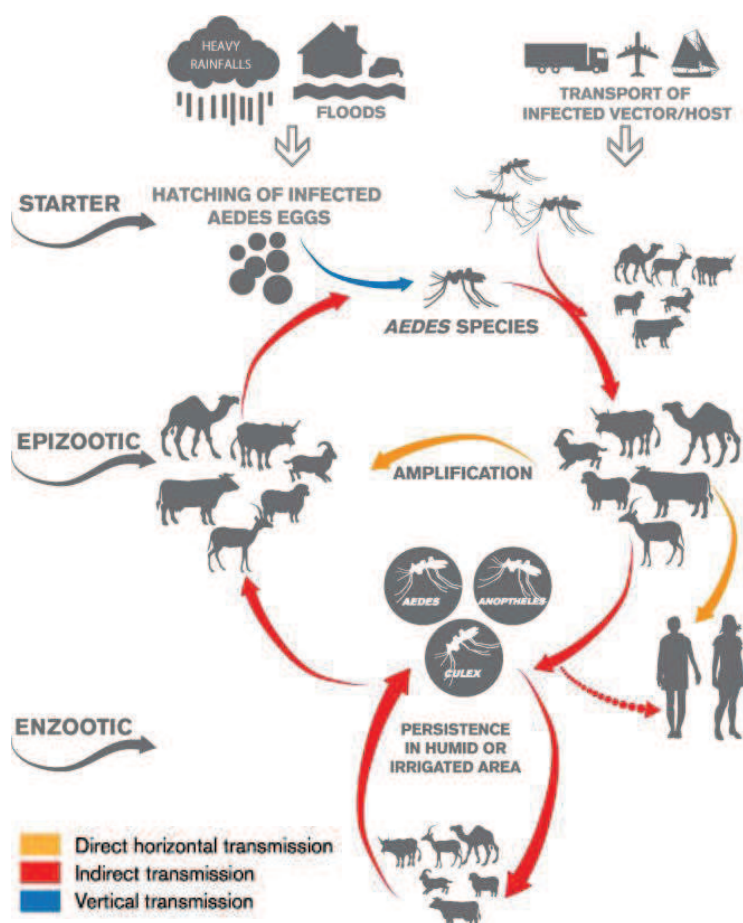 HEAVY
RAINFALLS
FLOODS
TRANSPORT OF
INFECTED VECTOR/HOST
STARTER
HATCHING OF INFECTED
AEDES EGGS
AEDES SPECIES
EPIZOOTIC
AMPLIFICATION
AEDES
ANOPTHELES
CULEX
ENZOOTIC
PERSISTENCE
IN HUMID OR
IRRIGATED AREA
Direct horizontal transmission
Indirect transmission
Vertical transmission